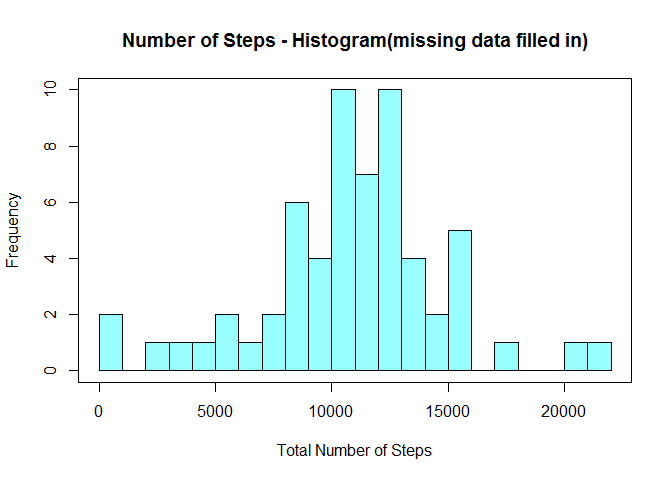 Number of Steps - Histogram(missing data filled in)
10
8
6
4
2
0
Frequency
0 5000 10000 15000 20000
Total Number of Steps